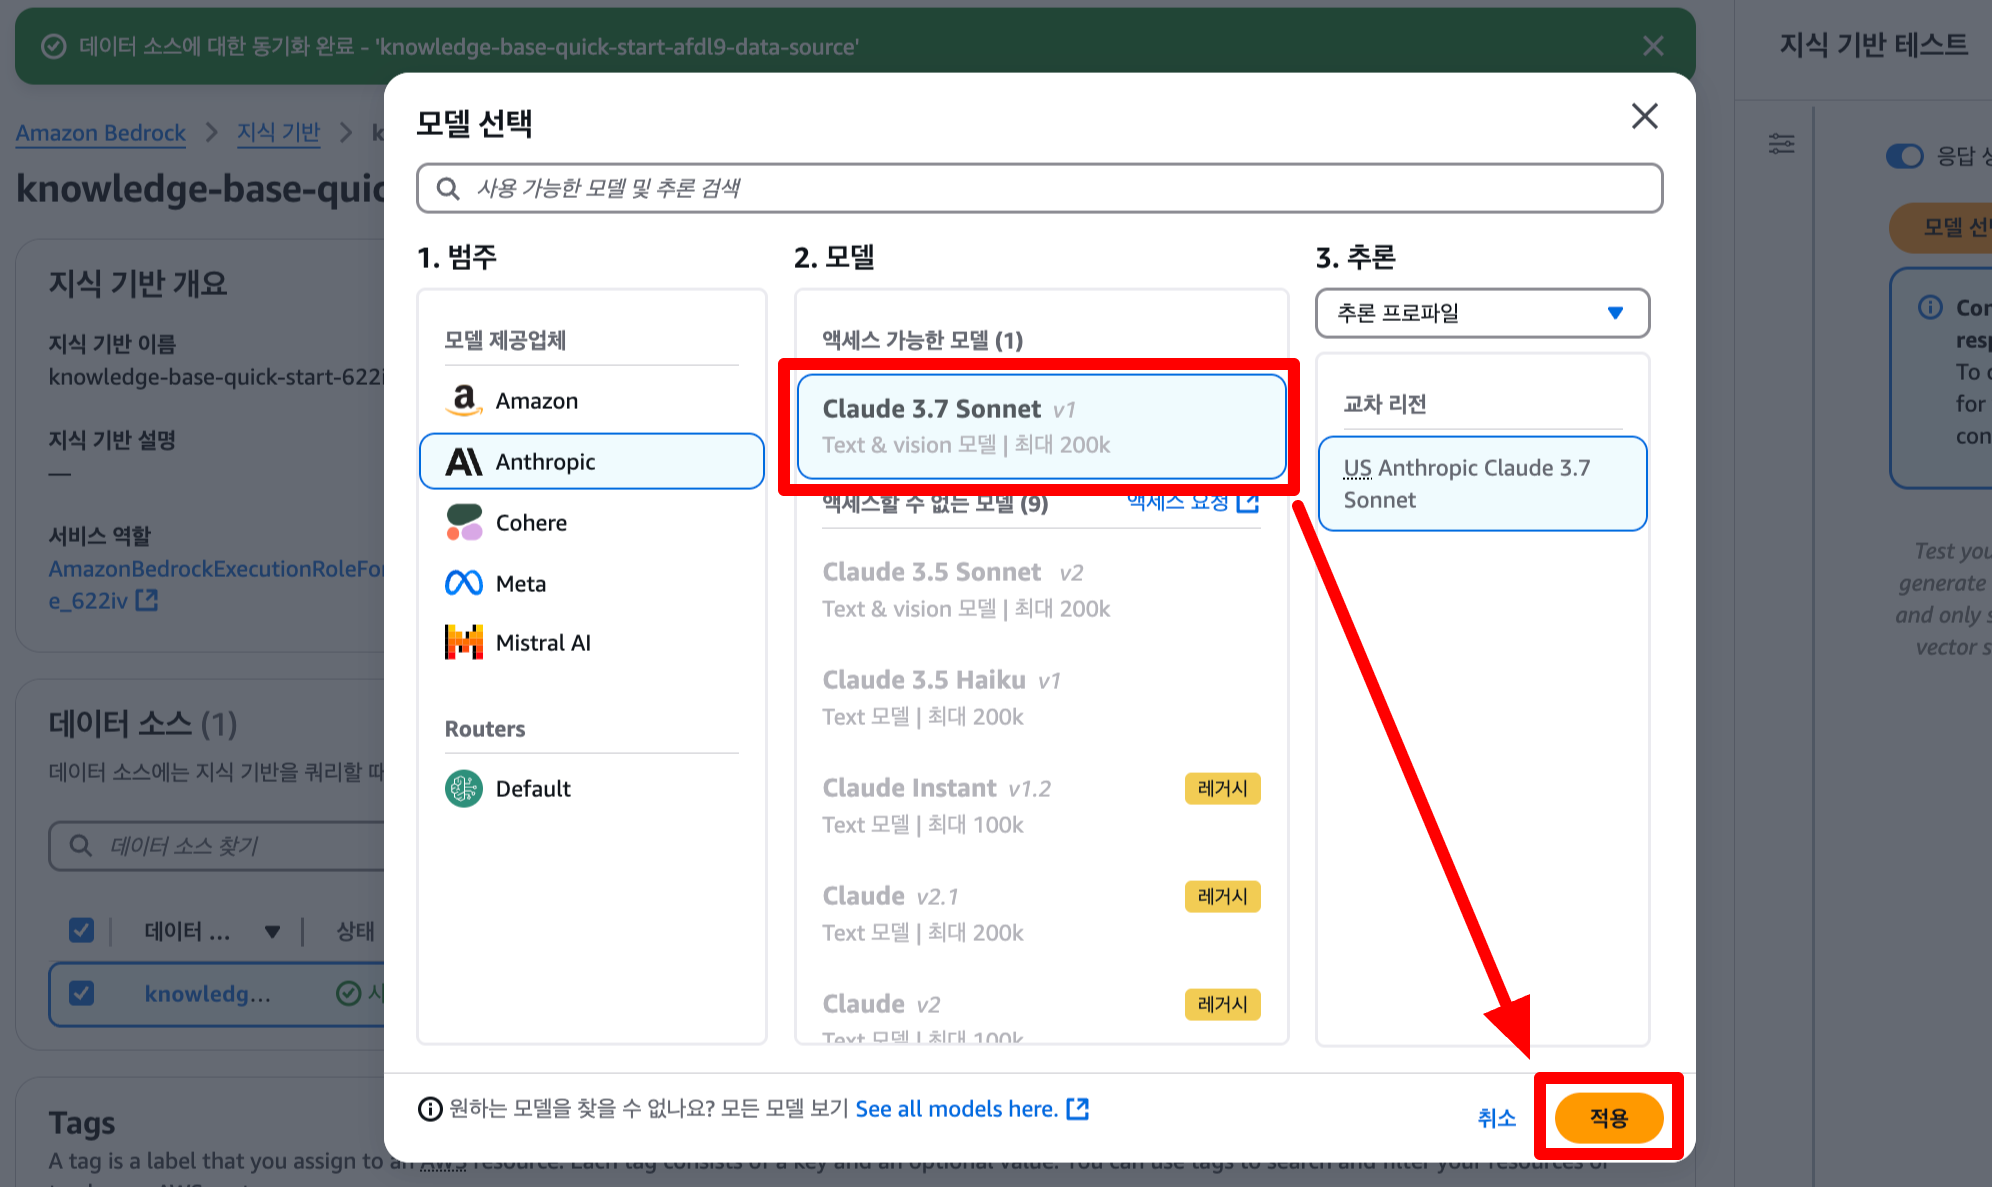 데이터 소스에 대한 동기화 완료 - 'knowledge-base-quick-start-afdl9-data-source'
지식 기반 테스트
Amazon Bedrock
지식 기반
knowledge-base-quic
지식 기반 개요
지식 기반 이름
knowledge-base-quick-start-622i
지식 기반 설명
—
서비스 역할
AmazonBedrockExecutionRoleFor
e_622iv
데이터 소스 (1)
데이터 소스에는 지식 기반을 쿼리할 때
데이터 소스 찾기
데이터 ...
상태
knowledg...
Tags
A tag is a label that you assign to an AWS resource. Each tag consists of a key and an optional value. You can use tags to search and filter your resources or
모델 선택
사용 가능한 모델 및 추론 검색
1. 범주
모델 제공업체
Amazon
Anthropic
Cohere
Meta
Mistral AI
Routers
Default
2. 모델
액세스 가능한 모델 (1)
Claude 3.7 Sonnet v1
Text & vision 모델 | 최대 200k
액세스할 수 없는 모델 (9)
액세스 요청
Claude 3.5 Sonnet v2
Text & vision 모델 | 최대 200k
Claude 3.5 Haiku v1
Text 모델 | 최대 200k
Claude Instant v1.2
레거시
Text 모델 | 최대 100k
Claude v2.1
레거시
Text 모델 | 최대 200k
Claude v2
레거시
Text 모델 | 최대 100k
3. 추론
추론 프로파일
교차 리전
US Anthropic Claude 3.7
Sonnet
원하는 모델을 찾을 수 없나요? 모든 모델 보기 See all models here.
취소
적용
응답
모델 선
Con
resp
To
for
con
Test you
generate
and only
vector s